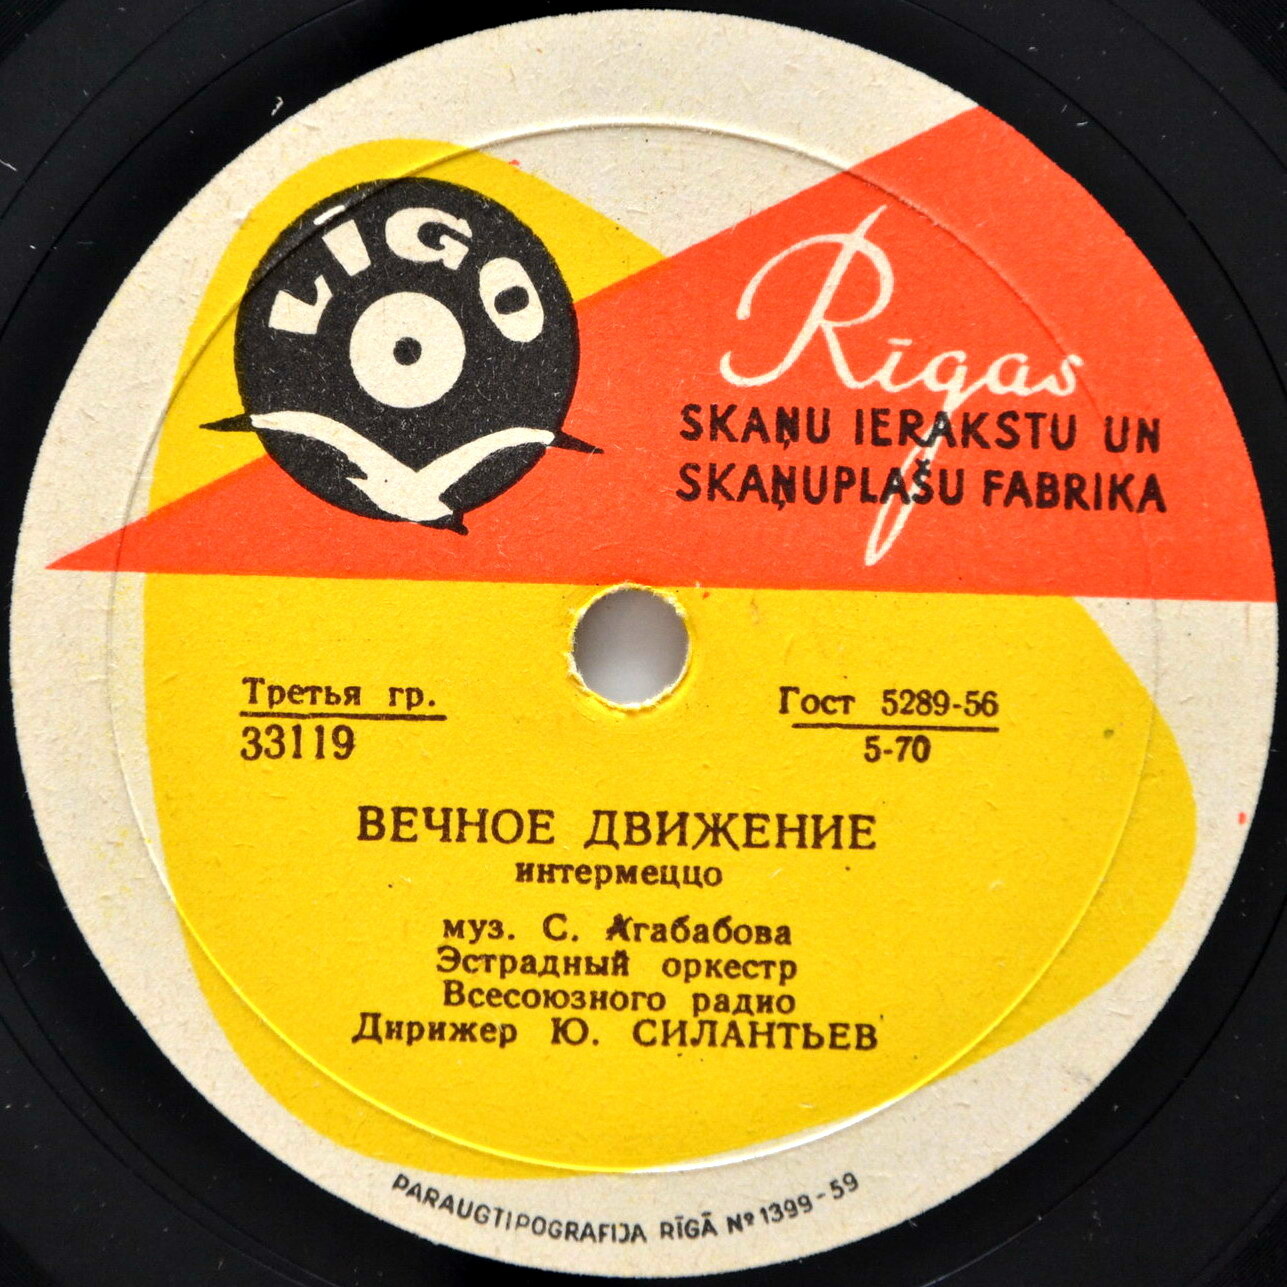 LĪGO
Rīgas
SKAŅU IERAKSTU UN
SKAŅUPLAŠU FABRIKA
Третья гр.
33119
Гост 5289-56
5-70
ВЕЧНОЕ ДВИЖЕНИЕ
интермеццо
муз. С. Агабабова
Эстрадный оркестр
Всесоюзного радио
Дирижер Ю. СИЛАНТЬЕВ
PARAUGTIPOGRAFIJA RĪGĀ № 1399-59